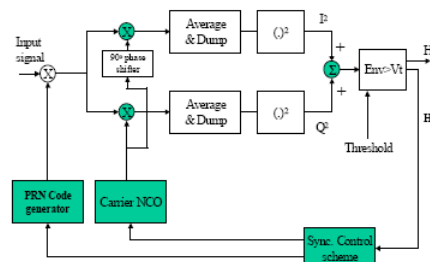 Input
signal
X
X
X
90° phase
shifter
Average
& Dump
(.)²
I²
+
Σ
+
Average
& Dump
(.)²
Q²
Env>Vt
H
H
Threshold
PRN Code
generator
Carrier NCO
Sync. Control
scheme